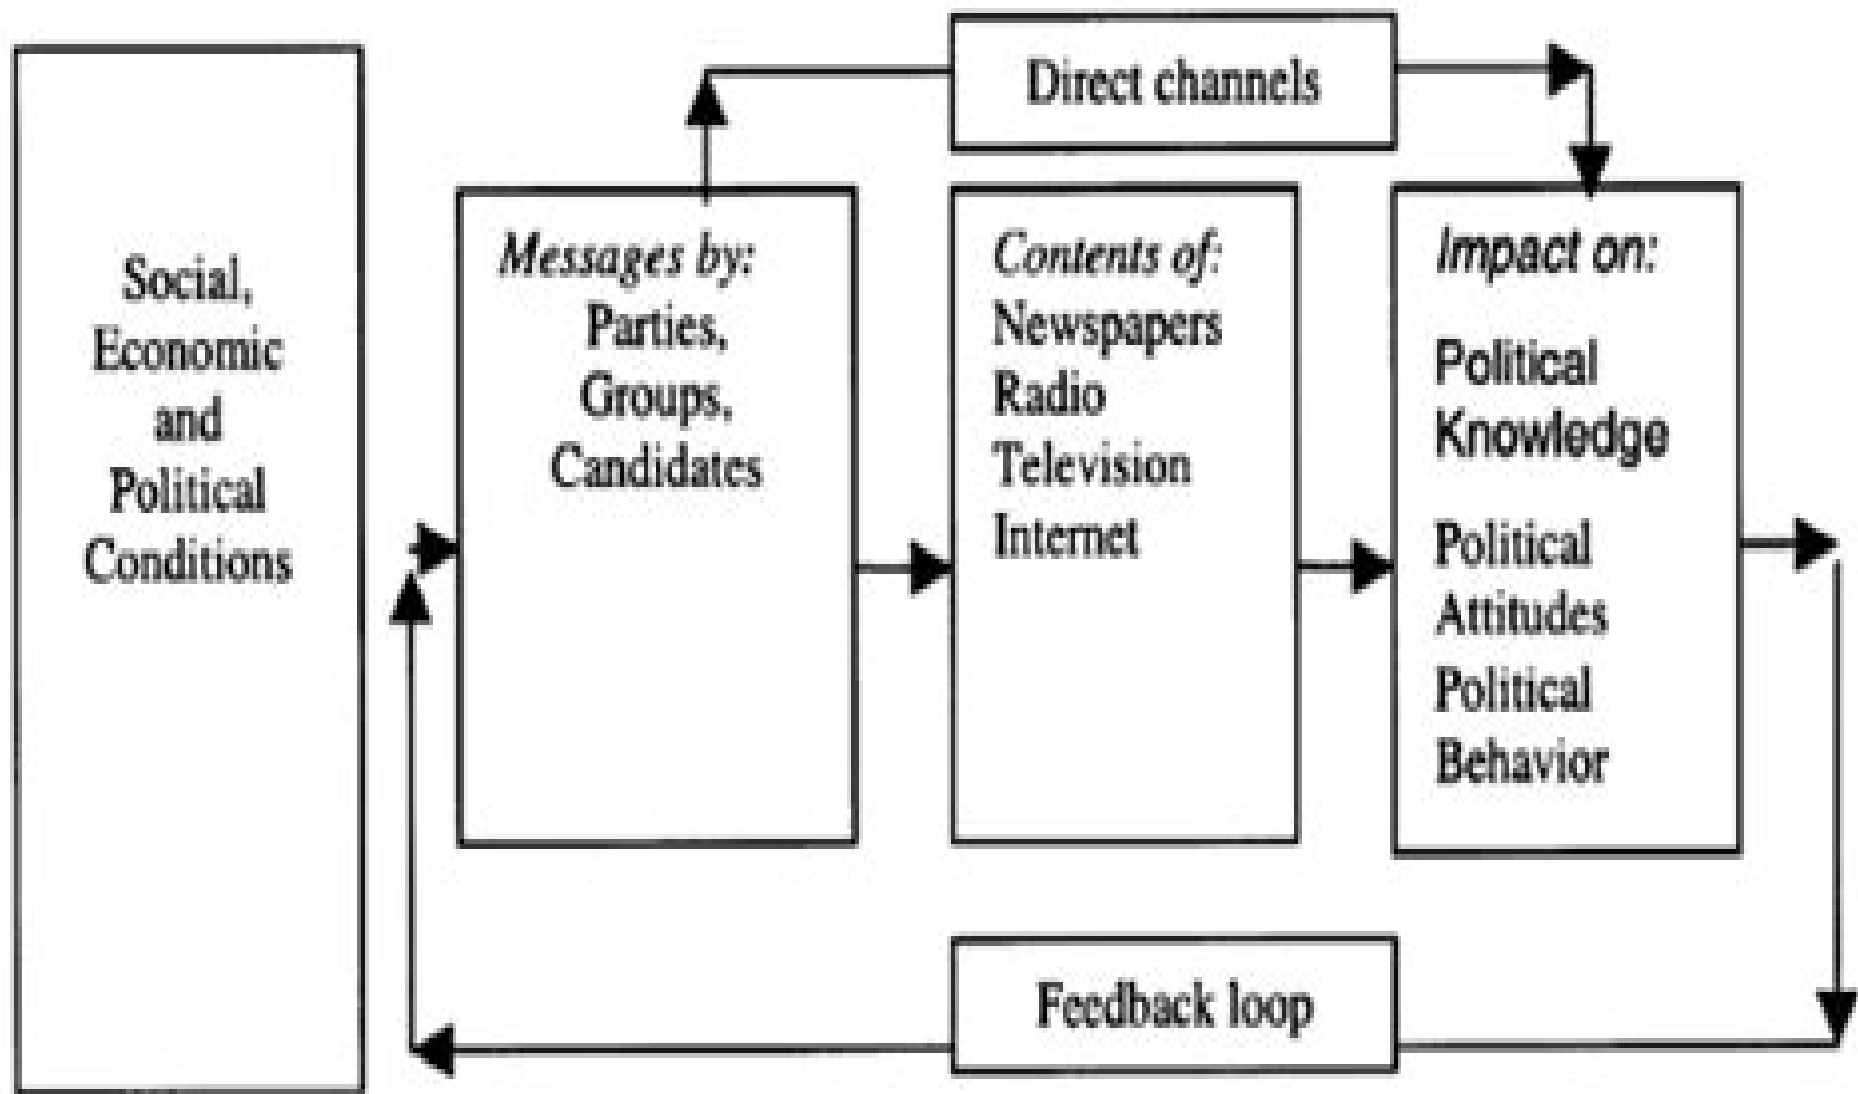 Social,
Economic
and
Political
Conditions
Direct channels
Messages by:
Parties,
Groups,
Candidates
Contents of:
Newspapers
Radio
Television
Internet
Impact on:
Political
Knowledge
Political
Attitudes
Political
Behavior
Feedback loop